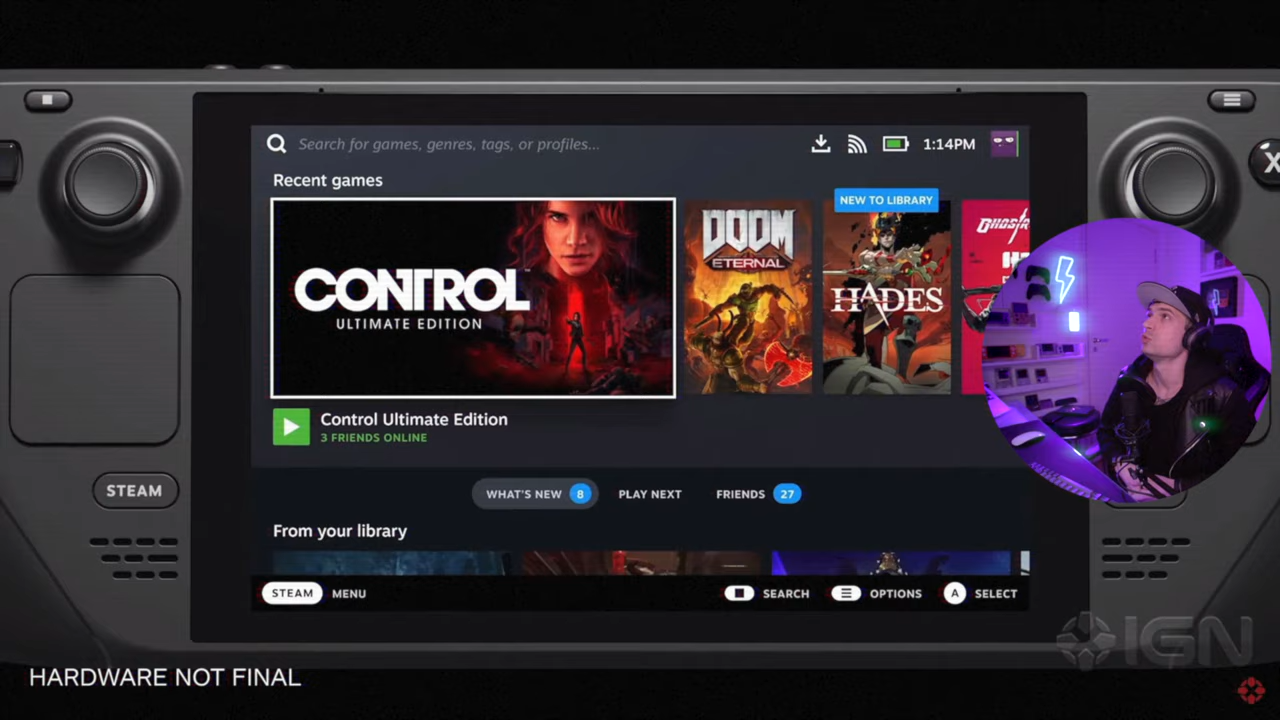 Search for games, genres, tags, or profiles...
1:14PM
Recent games
NEW TO LIBRARY
CONTROL
ULTIMATE EDITION
DOOM
ETERNAL
HADES
X
Control Ultimate Edition
3 FRIENDS ONLINE
STEAM
WHAT'S NEW 8
PLAY NEXT
FRIENDS 27
From your library
STEAM MENU
SEARCH
OPTIONS
A SELECT
IGN
HARDWARE NOT FINAL